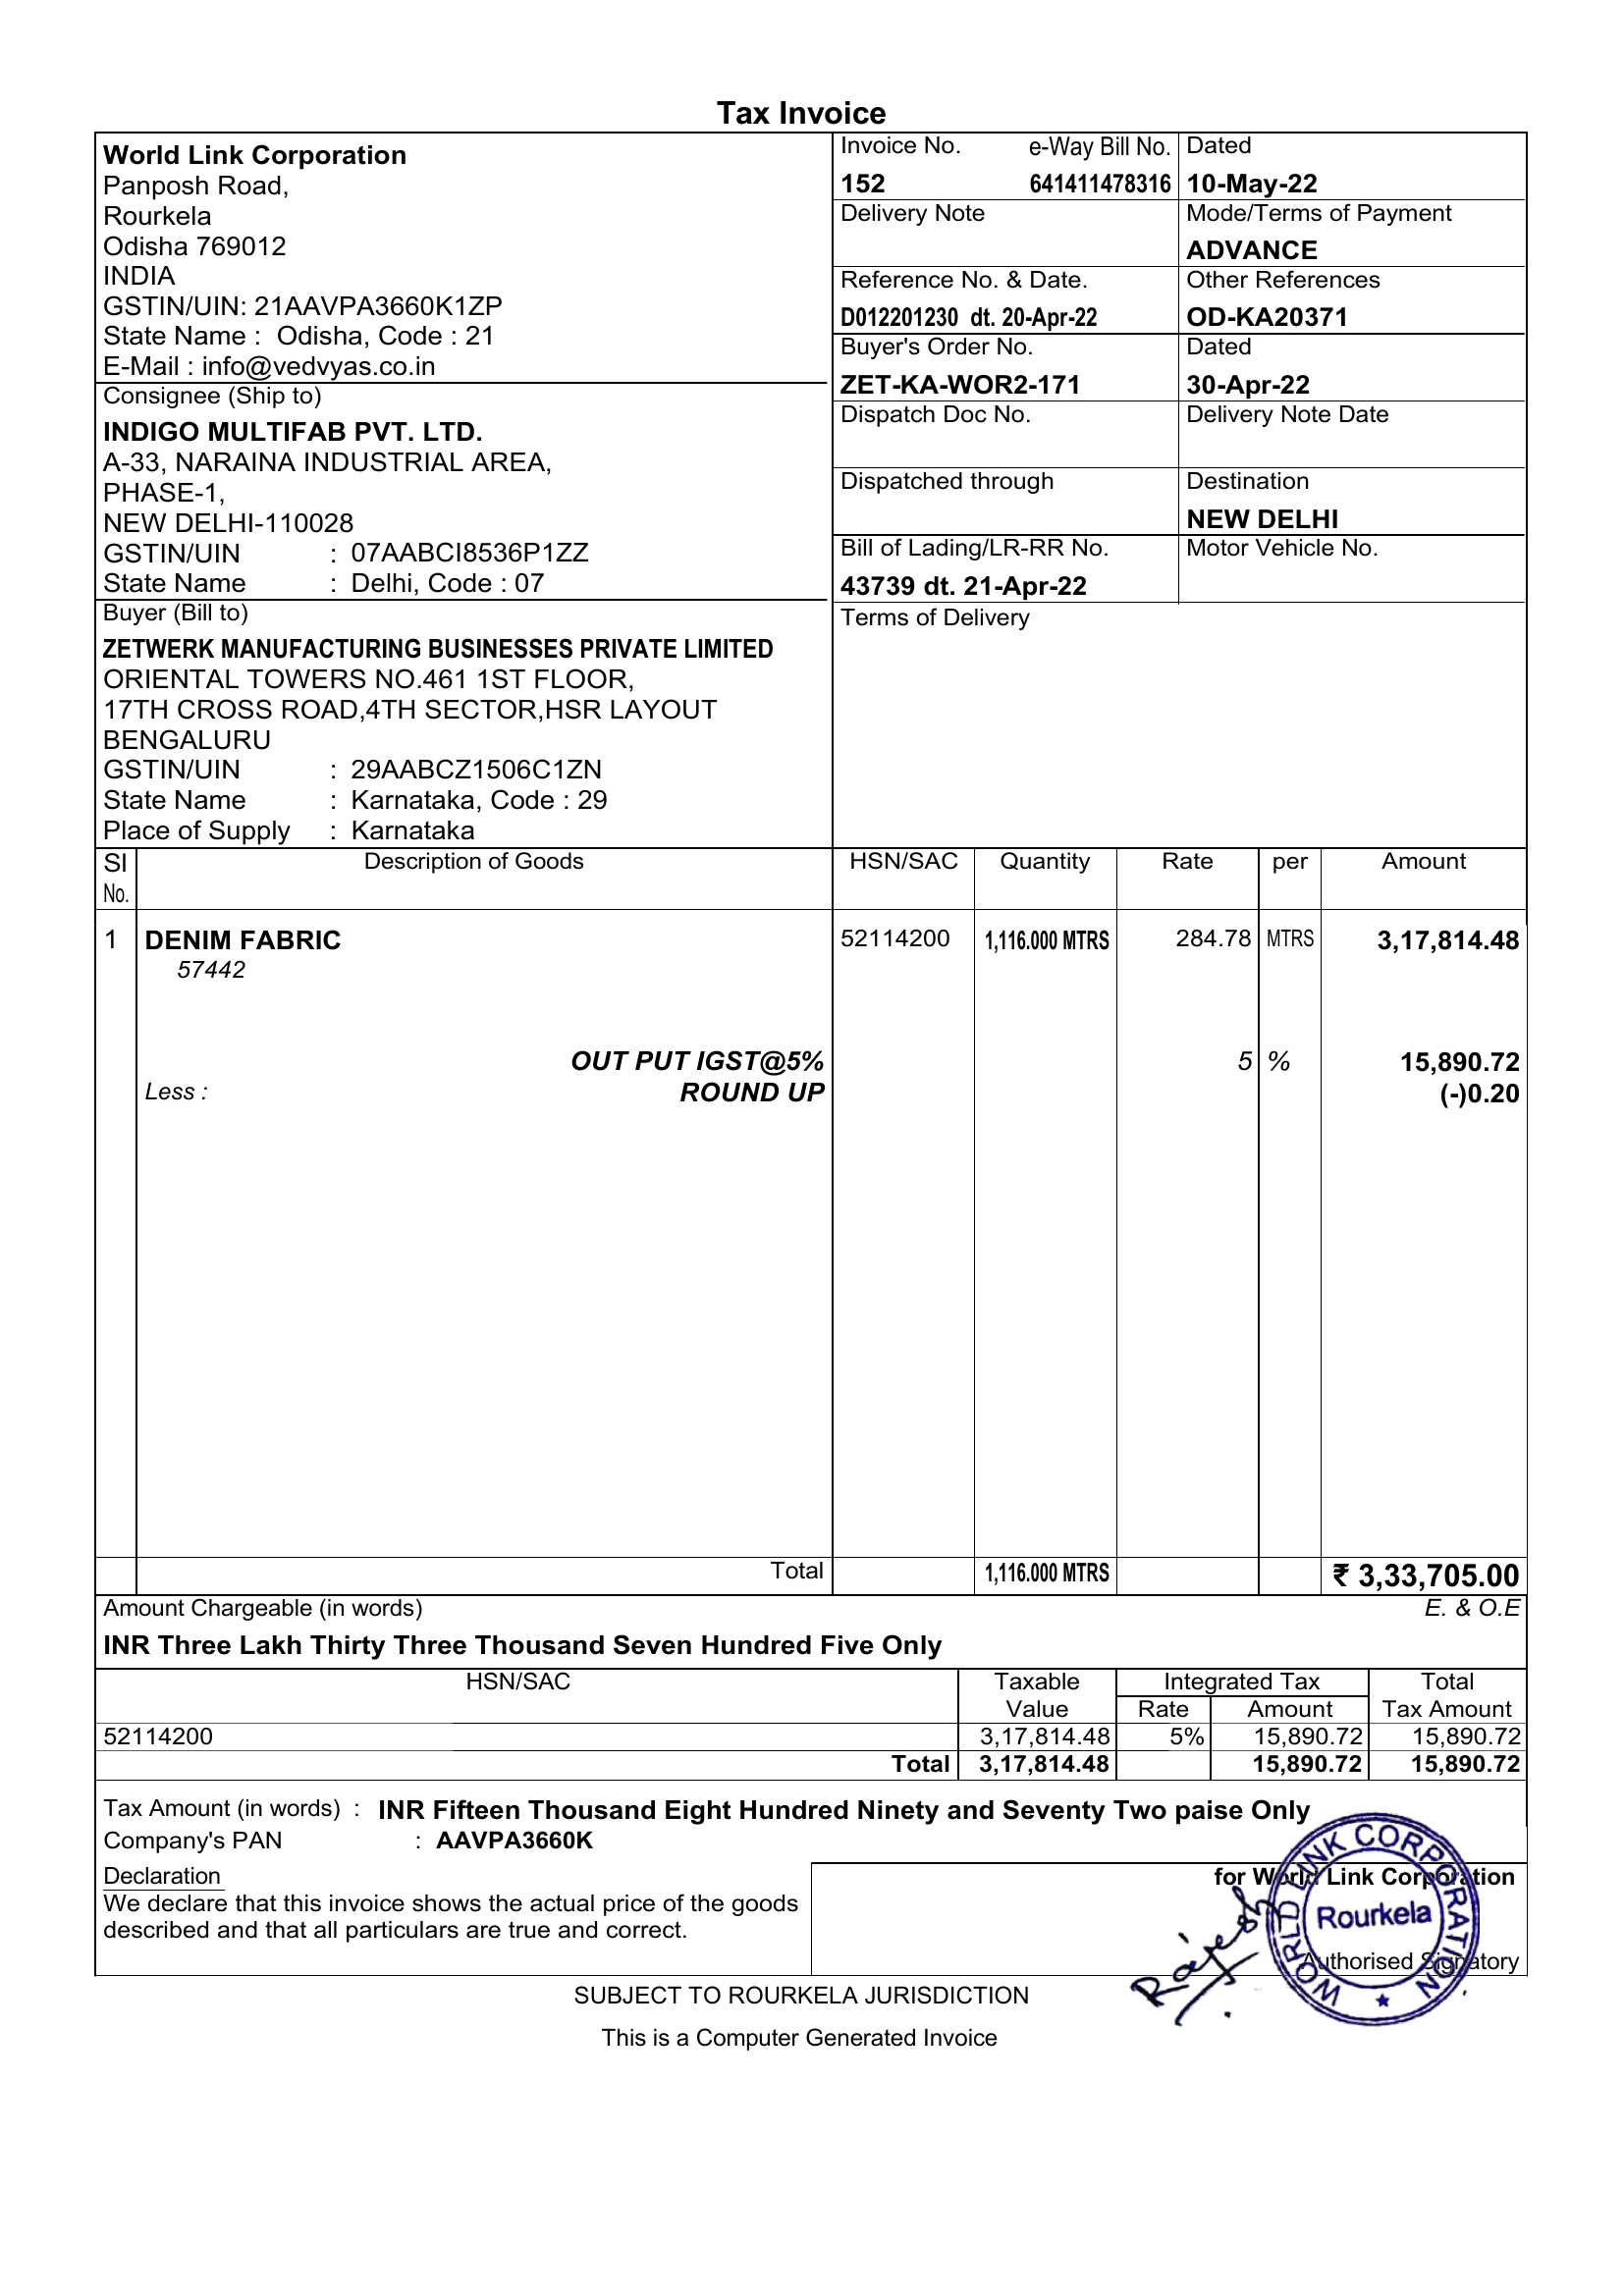 Tax Invoice
World Link Corporation
Panposh Road,
Rourkela
Odisha 769012
INDIA
GSTIN/UIN: 21AAVPA3660K1ZP
State Name : Odisha, Code : 21
E-Mail : info@vedvyas.co.in
Consignee (Ship to)
INDIGO MULTIFAB PVT. LTD.
A-33, NARAINA INDUSTRIAL AREA,
PHASE-1,
NEW DELHI-110028
GSTIN/UIN : 07AABCI8536P1ZZ
State Name : Delhi, Code : 07
Buyer (Bill to)
ZETWERK MANUFACTURING BUSINESSES PRIVATE LIMITED
ORIENTAL TOWERS NO.461 1ST FLOOR,
17TH CROSS ROAD,4TH SECTOR,HSR LAYOUT
BENGALURU
GSTIN/UIN : 29AABCZ1506C1ZN
State Name : Karnataka, Code : 29
Place of Supply : Karnataka
Invoice No. e-Way Bill No. Dated
152 641411478316 10-May-22
Delivery Note Mode/Terms of Payment
ADVANCE
Reference No. & Date. Other References
D012201230 dt. 20-Apr-22 OD-KA20371
Buyer's Order No. Dated
ZET-KA-WOR2-171 30-Apr-22
Dispatch Doc No. Delivery Note Date
Dispatched through Destination
NEW DELHI
Bill of Lading/LR-RR No. Motor Vehicle No.
43739 dt. 21-Apr-22
Terms of Delivery
SI No. Description of Goods HSN/SAC Quantity Rate per Amount
1 DENIM FABRIC 52114200 1,116.000 MTRS 284.78 MTRS 3,17,814.48
57442
OUT PUT IGST@5% 5 % 15,890.72
Less : ROUND UP (-)0.20
Total 1,116.000 MTRS ₹ 3,33,705.00
Amount Chargeable (in words) E. & O.E
INR Three Lakh Thirty Three Thousand Seven Hundred Five Only
HSN/SAC Taxable Value Integrated Tax Total Tax Amount
Rate Amount
52114200 3,17,814.48 5% 15,890.72 15,890.72
Total 3,17,814.48 15,890.72 15,890.72
Tax Amount (in words) : INR Fifteen Thousand Eight Hundred Ninety and Seventy Two paise Only
Company's PAN : AAVPA3660K
Declaration
We declare that this invoice shows the actual price of the goods
described and that all particulars are true and correct.
for World Link Corporation
Rajesh
WORLD LINK CORPORATION
Rourkela
Authorised Signatory
SUBJECT TO ROURKELA JURISDICTION
This is a Computer Generated Invoice